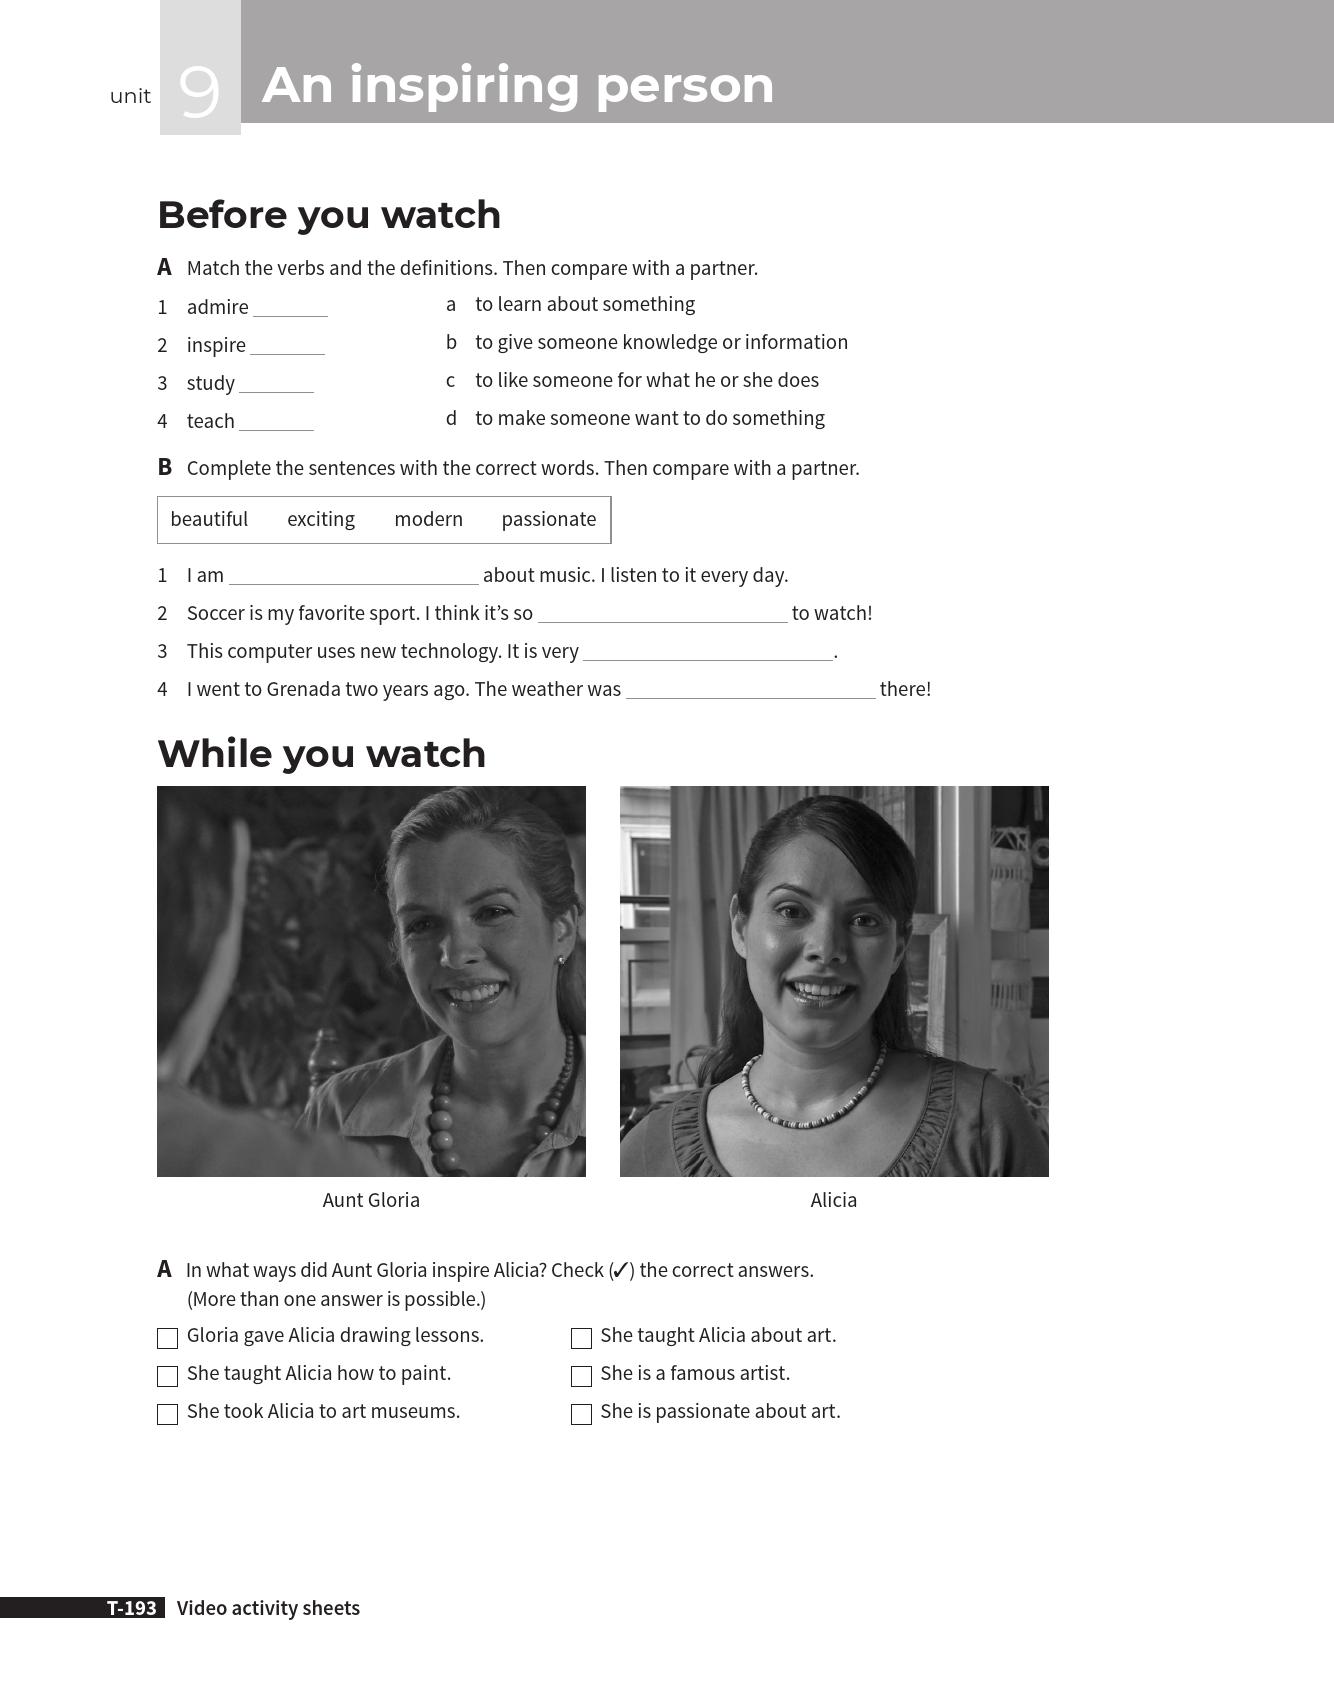 unit 9 An inspiring person
Before you watch
A Match the verbs and the definitions. Then compare with a partner.
1 admire _______ a to learn about something
2 inspire _______ b to give someone knowledge or information
3 study _______ c to like someone for what he or she does
4 teach _______ d to make someone want to do something
B Complete the sentences with the correct words. Then compare with a partner.
beautiful exciting modern passionate
1 I am _______________________ about music. I listen to it every day.
2 Soccer is my favorite sport. I think it’s so _______________________ to watch!
3 This computer uses new technology. It is very _______________________.
4 I went to Grenada two years ago. The weather was _______________________ there!
While you watch
Aunt Gloria Alicia
A In what ways did Aunt Gloria inspire Alicia? Check (✓) the correct answers.
(More than one answer is possible.)
Gloria gave Alicia drawing lessons. She taught Alicia about art.
She taught Alicia how to paint. She is a famous artist.
She took Alicia to art museums. She is passionate about art.
T-193 Video activity sheets